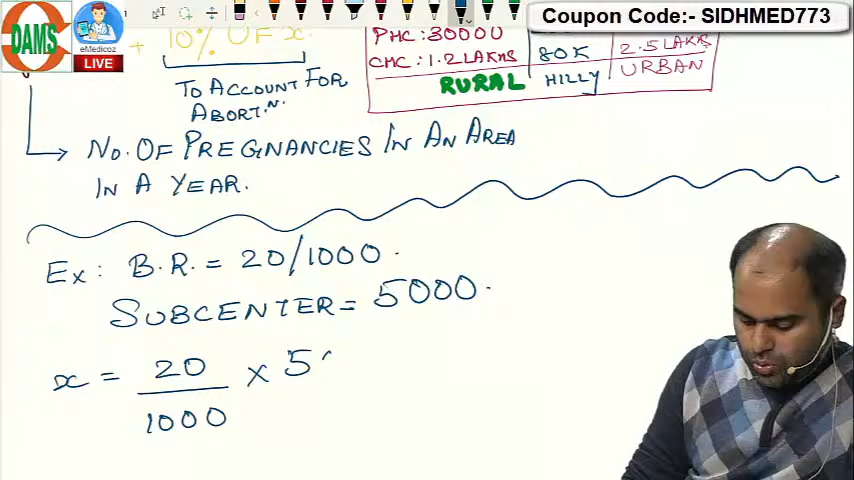 Coupon Code:- SIDHMED773
DAMS
eMedicoz
LIVE
+ 10% OF x.
TO ACCOUNT FOR
ABORT.N.
PHC: 30000
CHC: 1.2 LAKHS
RURAL
80K
HILLY
2.5 LAKHS
URBAN
NO. OF PREGNANCIES IN AN AREA
IN A YEAR.
EX: B.R. = 20/1000.
SUBCENTER = 5000.
x = 20 × 5
1000